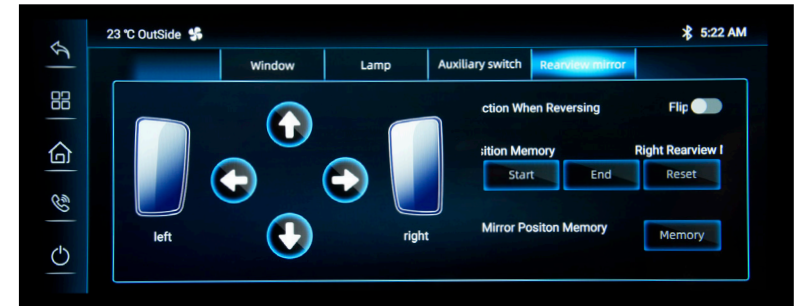 23 ℃ OutSide
5:22 AM
Window
Lamp
Auxiliary switch
Rearview mirror
ction When Reversing
Flip
sition Memory
Right Rearview
Start
End
Reset
left
right
Mirror Positon Memory
Memory